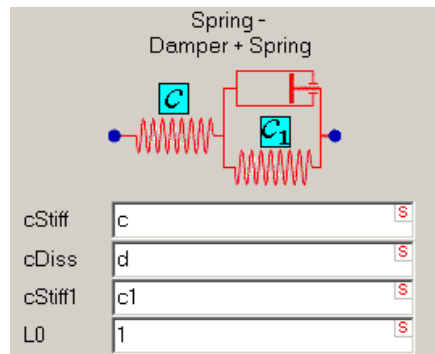 Spring -
Damper + Spring
C
C1
cStiff c S
cDiss d S
cStiff1 c1 S
L0 1 S